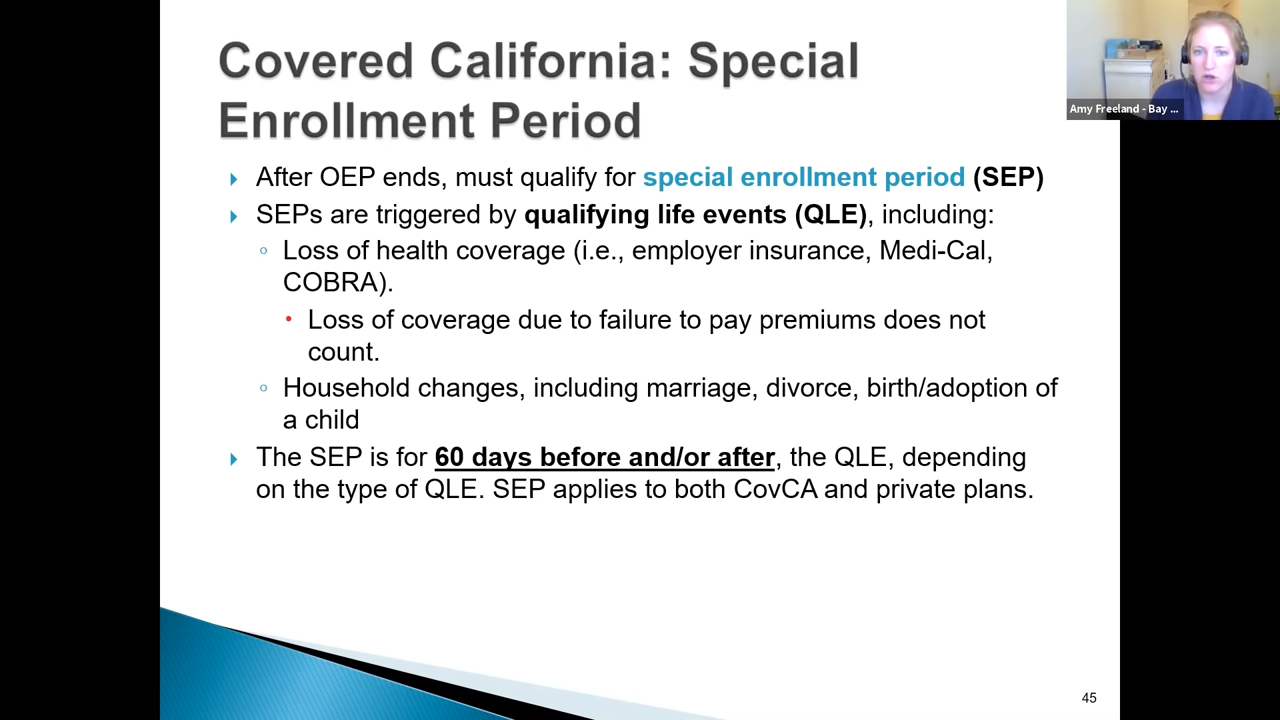 Covered California: Special
Enrollment Period
After OEP ends, must qualify for special enrollment period (SEP)
SEPs are triggered by qualifying life events (QLE), including:
Loss of health coverage (i.e., employer insurance, Medi-Cal,
COBRA).
Loss of coverage due to failure to pay premiums does not
count.
Household changes, including marriage, divorce, birth/adoption of
a child
The SEP is for 60 days before and/or after, the QLE, depending
on the type of QLE. SEP applies to both CovCA and private plans.
45
Amy Freeland - Bay ...